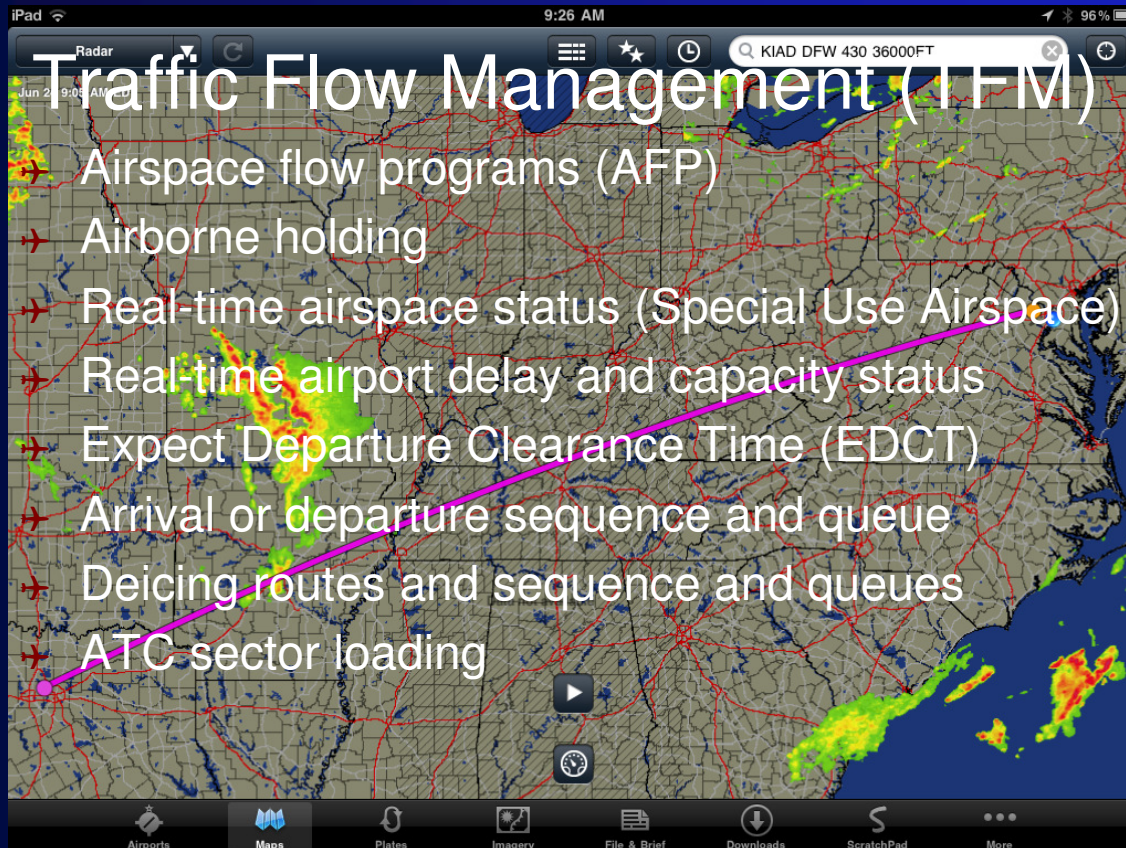 iPad 9:26 AM 96%
Radar KIAD DFW 430 36000FT
Traffic Flow Management (TFM)
Airspace flow programs (AFP)
Airborne holding
Real-time airspace status (Special Use Airspace)
Real-time airport delay and capacity status
Expect Departure Clearance Time (EDCT)
Arrival or departure sequence and queue
Deicing routes and sequence and queues
ATC sector loading
Airports Maps Plates Imagery File & Brief Downloads ScratchPad More